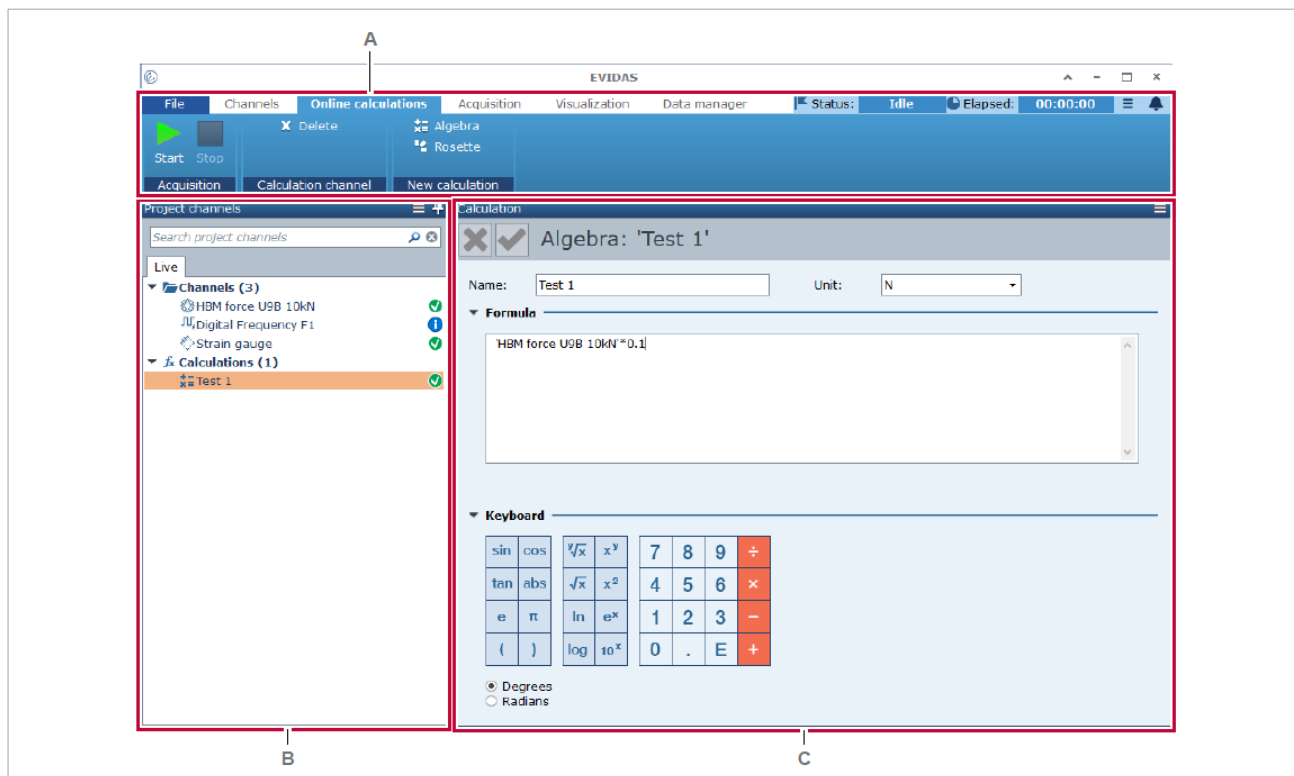 A
EVIDAS
File Channels Online calculations Acquisition Visualization Data manager Status: Idle Elapsed: 00:00:00
Delete
Algebra
Rosette
Start Stop
Acquisition Calculation channel New calculation
Project channels
Search project channels
Live
Channels (3)
HBM force U9B 10kN
Digital Frequency F1
Strain gauge
Calculations (1)
Test 1
Calculation
Algebra: 'Test 1'
Name: Test 1 Unit: N
Formula
'HBM force U9B 10kN'*0.1
Keyboard
sin cos y√x xʸ 7 8 9 ÷
tan abs √x x² 4 5 6 ×
e π ln eˣ 1 2 3 −
( ) log 10ˣ 0 . E +
Degrees
Radians
B C